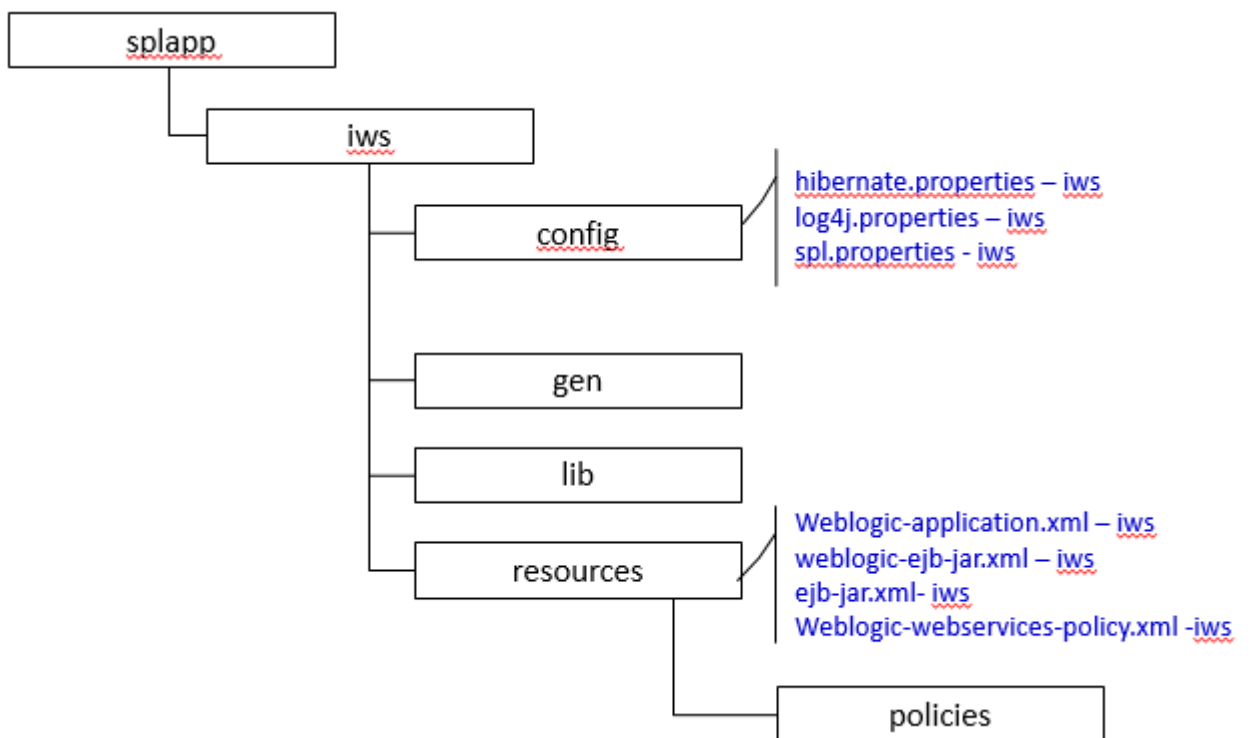 splapp
iws
config
hibernate.properties – iws
log4j.properties – iws
spl.properties - iws
gen
lib
resources
Weblogic-application.xml – iws
weblogic-ejb-jar.xml – iws
ejb-jar.xml- iws
Weblogic-webservices-policy.xml -iws
policies